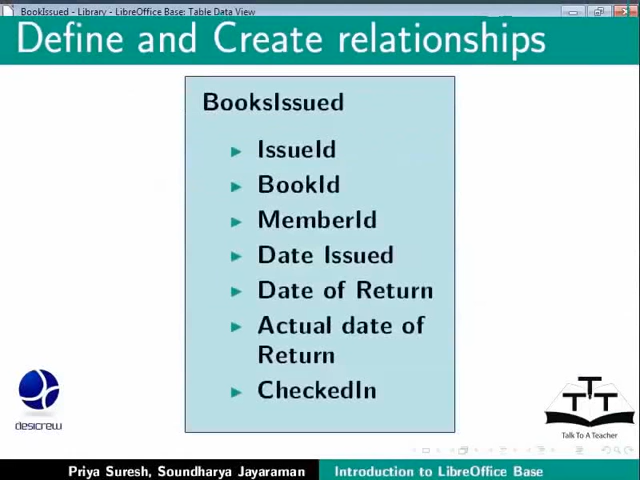 BookIssued - Library - LibreOffice Base: Table Data View
Define and Create relationships
BooksIssued
IssueId
BookId
MemberId
Date Issued
Date of Return
Actual date of
Return
CheckedIn
desicrew
TTT
Talk To A Teacher
Priya Suresh, Soundharya Jayaraman
Introduction to LibreOffice Base